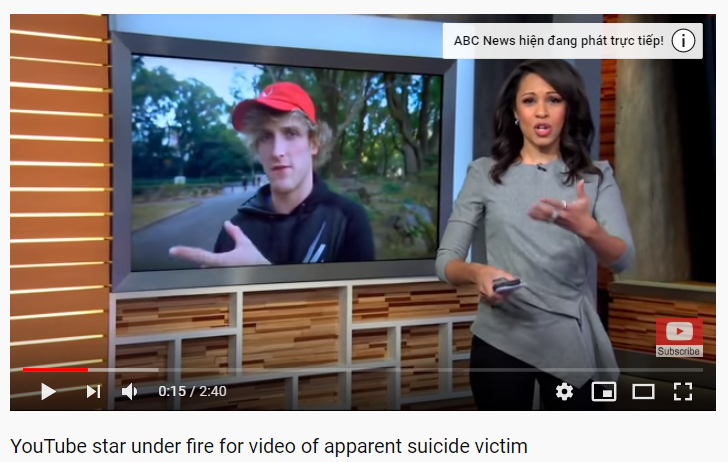 ABC News hiện đang phát trực tiếp!
Subscribe
0:15 / 2:40
YouTube star under fire for video of apparent suicide victim